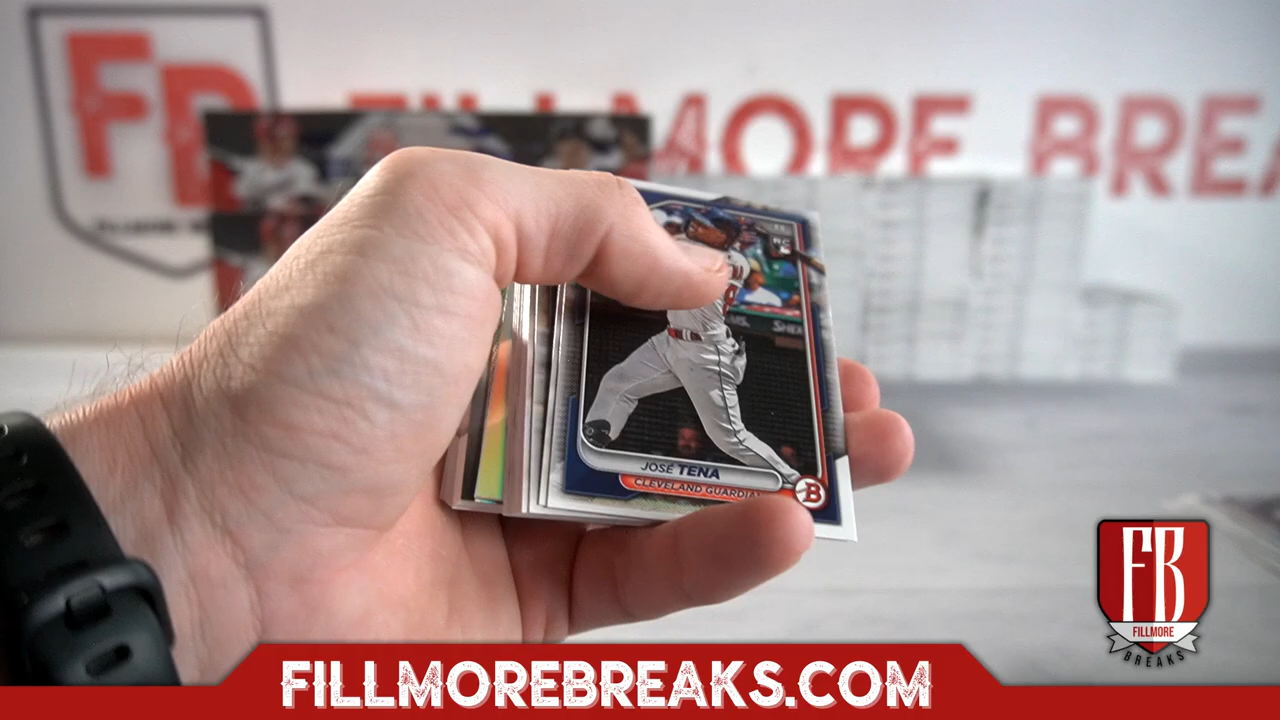 FB
FILLMORE BREA
RC
JOSÉ TENA
CLEVELAND GUARDIA
B
FB
FILLMORE
BREAKS
FILLMOREBREAKS.COM